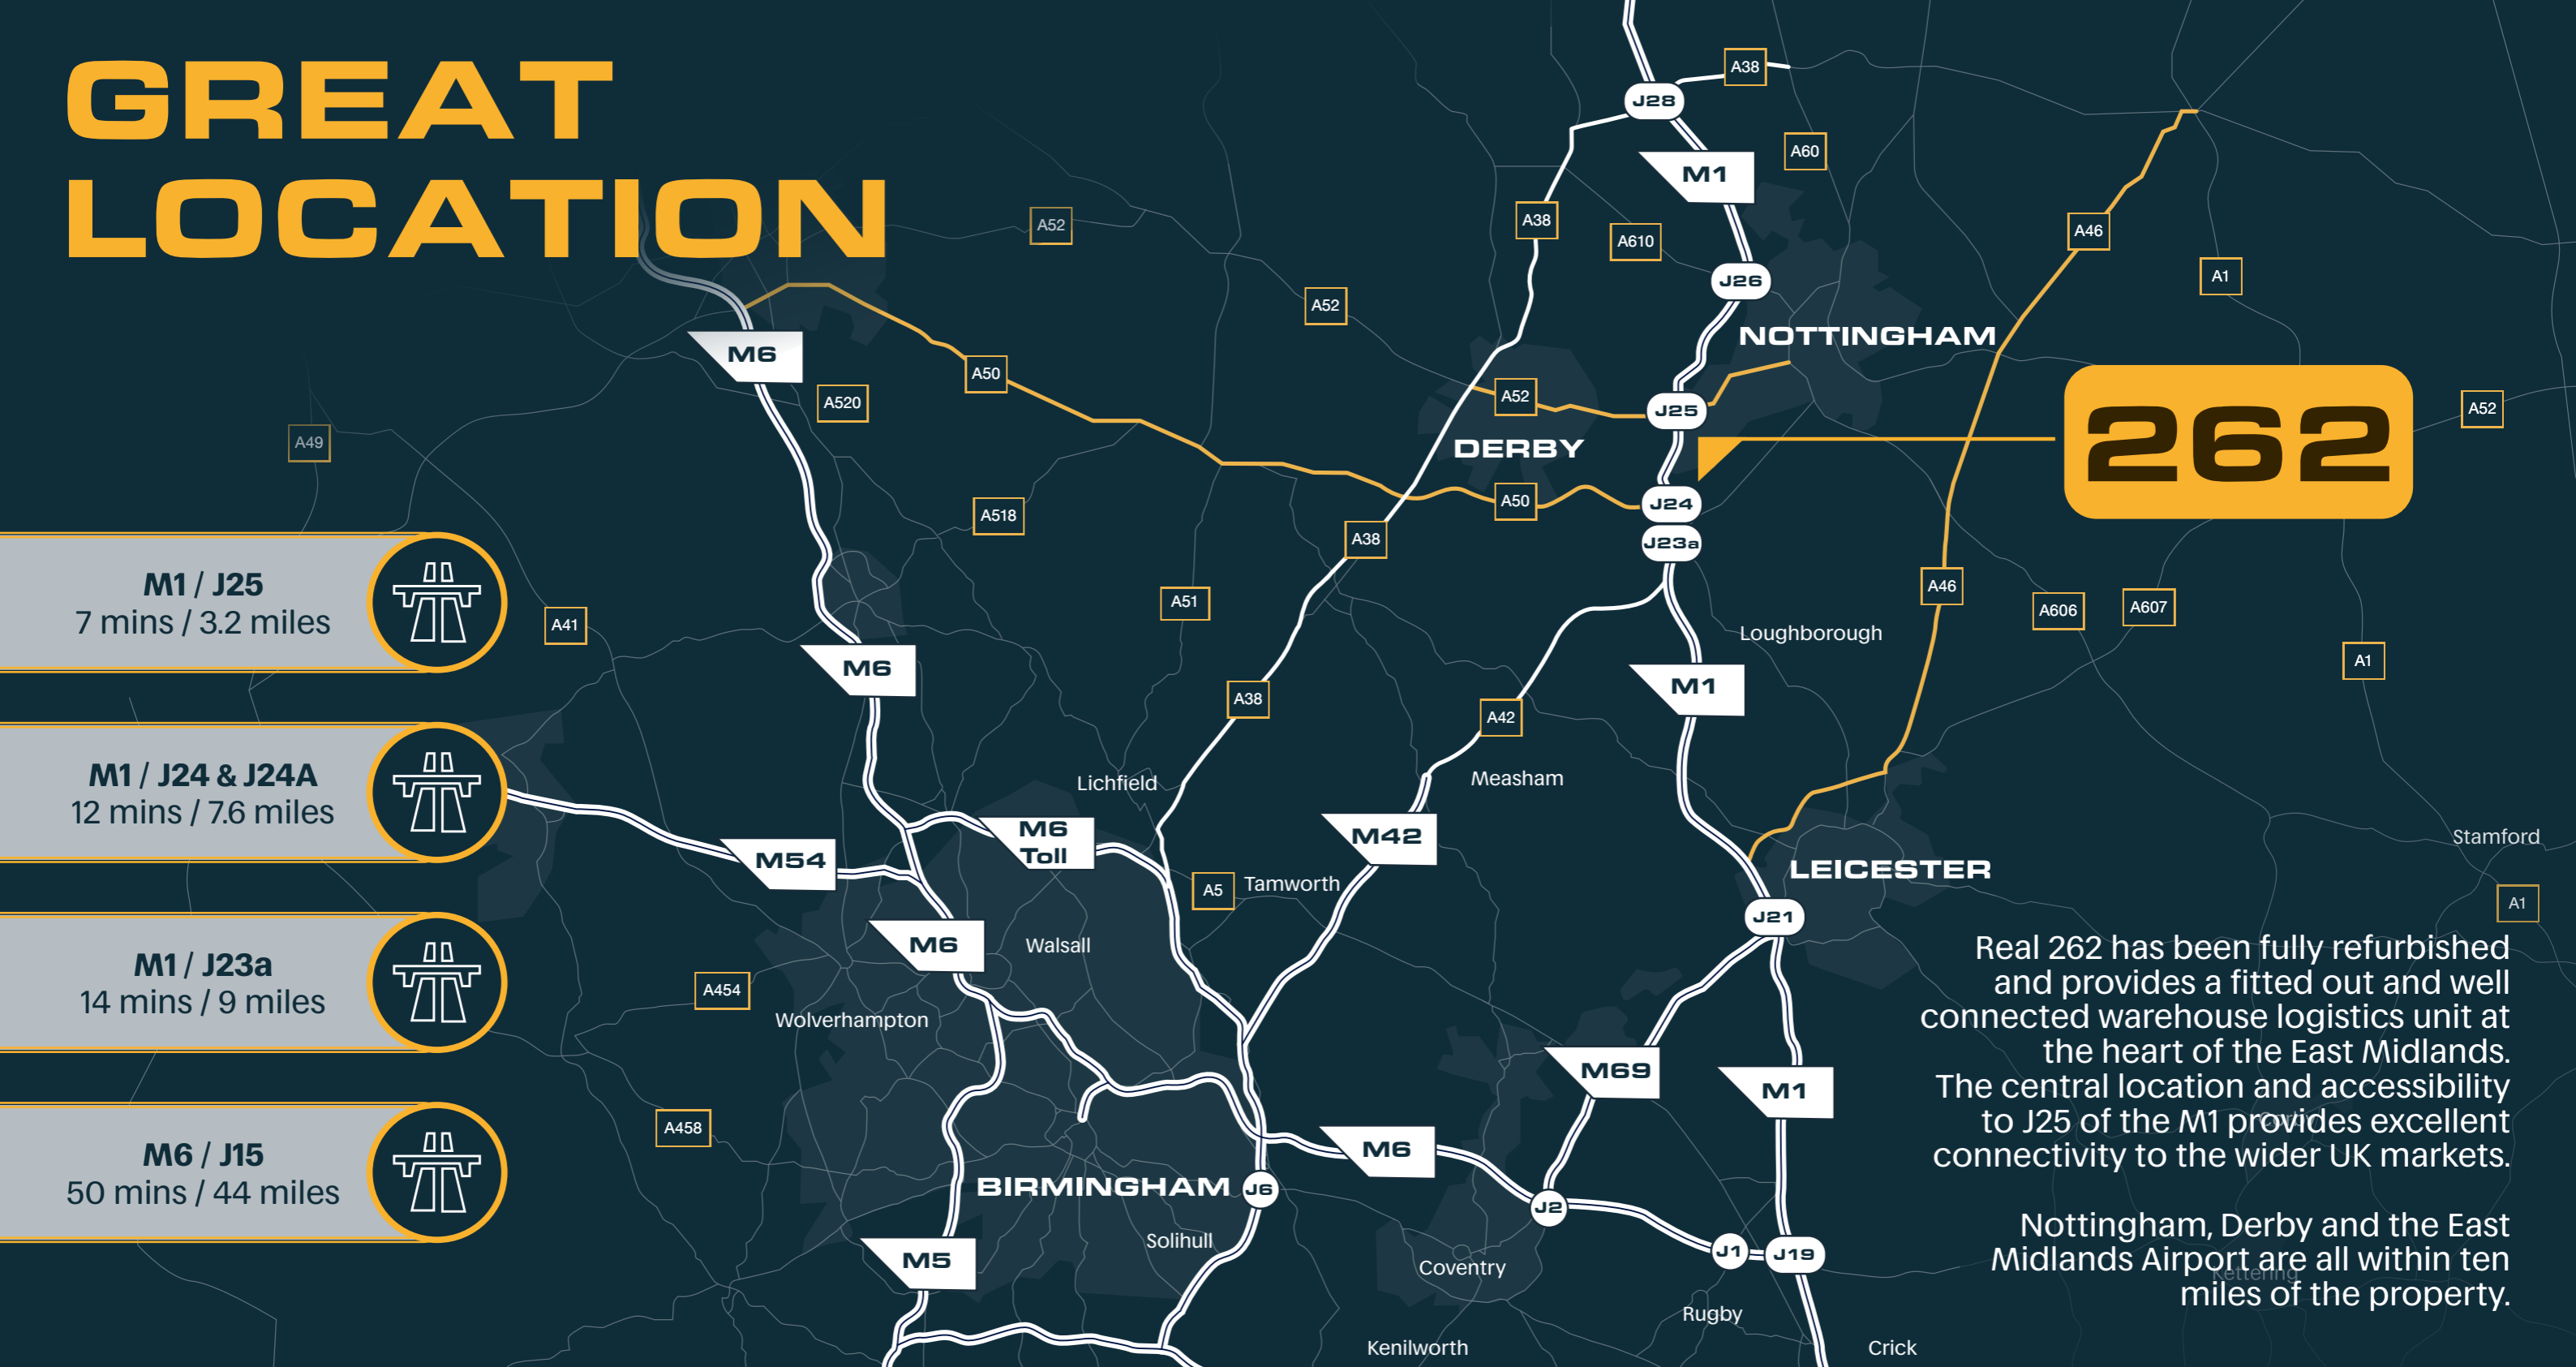 GREAT
LOCATION
M1 / J25
7 mins / 3.2 miles
M1 / J24 & J24A
12 mins / 7.6 miles
M1 / J23a
14 mins / 9 miles
M6 / J15
50 mins / 44 miles
A38
J28
A60
M1
A38
A610
A52
A46
J26
A1
A52
NOTTINGHAM
M6
A50
A520
A52
J25
A52
262
A49
DERBY
A50
J24
A518
A38
J23a
A46
A51
A606
A607
A41
Loughborough
A1
M6
M1
A38
A42
Lichfield
Measham
M6
Toll
M42
Stamford
M54
LEICESTER
A5
Tamworth
A1
J21
M6
Walsall
A454
Wolverhampton
M69
M1
A458
M6
BIRMINGHAM
J6
J2
Solihull
M5
J1
J19
Coventry
Rugby
Kenilworth
Crick
Real 262 has been fully refurbished
and provides a fitted out and well
connected warehouse logistics unit at
the heart of the East Midlands.
The central location and accessibility
to J25 of the M1 provides excellent
connectivity to the wider UK markets.
Nottingham, Derby and the East
Midlands Airport are all within ten
miles of the property.
Kettering